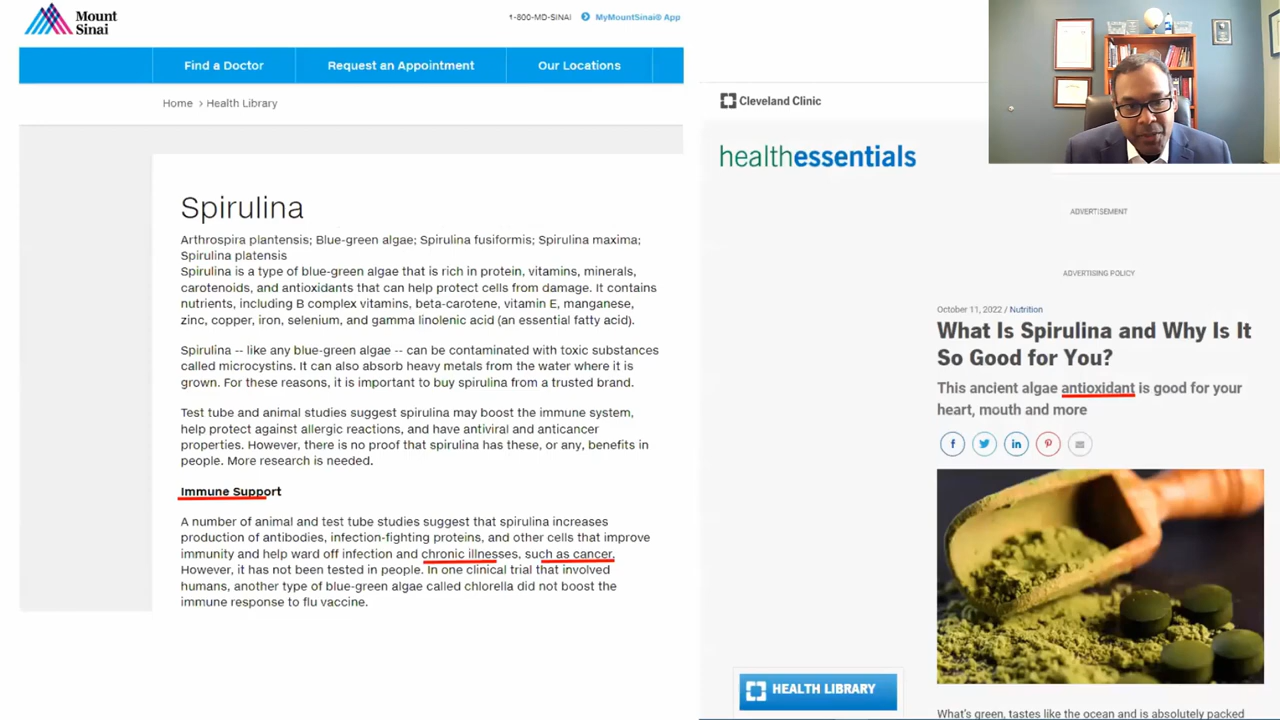 Mount
Sinai
1-800-MD-SINAI
MyMountSinai® App
Find a Doctor
Request an Appointment
Our Locations
Home > Health Library
Spirulina
Arthrospira plantensis; Blue-green algae; Spirulina fusiformis; Spirulina maxima;
Spirulina platensis
Spirulina is a type of blue-green algae that is rich in protein, vitamins, minerals,
carotenoids, and antioxidants that can help protect cells from damage. It contains
nutrients, including B complex vitamins, beta-carotene, vitamin E, manganese,
zinc, copper, iron, selenium, and gamma linolenic acid (an essential fatty acid).
Spirulina -- like any blue-green algae -- can be contaminated with toxic substances
called microcystins. It can also absorb heavy metals from the water where it is
grown. For these reasons, it is important to buy spirulina from a trusted brand.
Test tube and animal studies suggest spirulina may boost the immune system,
help protect against allergic reactions, and have antiviral and anticancer
properties. However, there is no proof that spirulina has these, or any, benefits in
people. More research is needed.
Immune Support
A number of animal and test tube studies suggest that spirulina increases
production of antibodies, infection-fighting proteins, and other cells that improve
immunity and help ward off infection and chronic illnesses, such as cancer.
However, it has not been tested in people. In one clinical trial that involved
humans, another type of blue-green algae called chlorella did not boost the
immune response to flu vaccine.
Cleveland Clinic
healthessentials
ADVERTISEMENT
ADVERTISING POLICY
October 11, 2022 / Nutrition
What Is Spirulina and Why Is It
So Good for You?
This ancient algae antioxidant is good for your
heart, mouth and more
HEALTH LIBRARY
What's green, tastes like the ocean and is absolutely packed